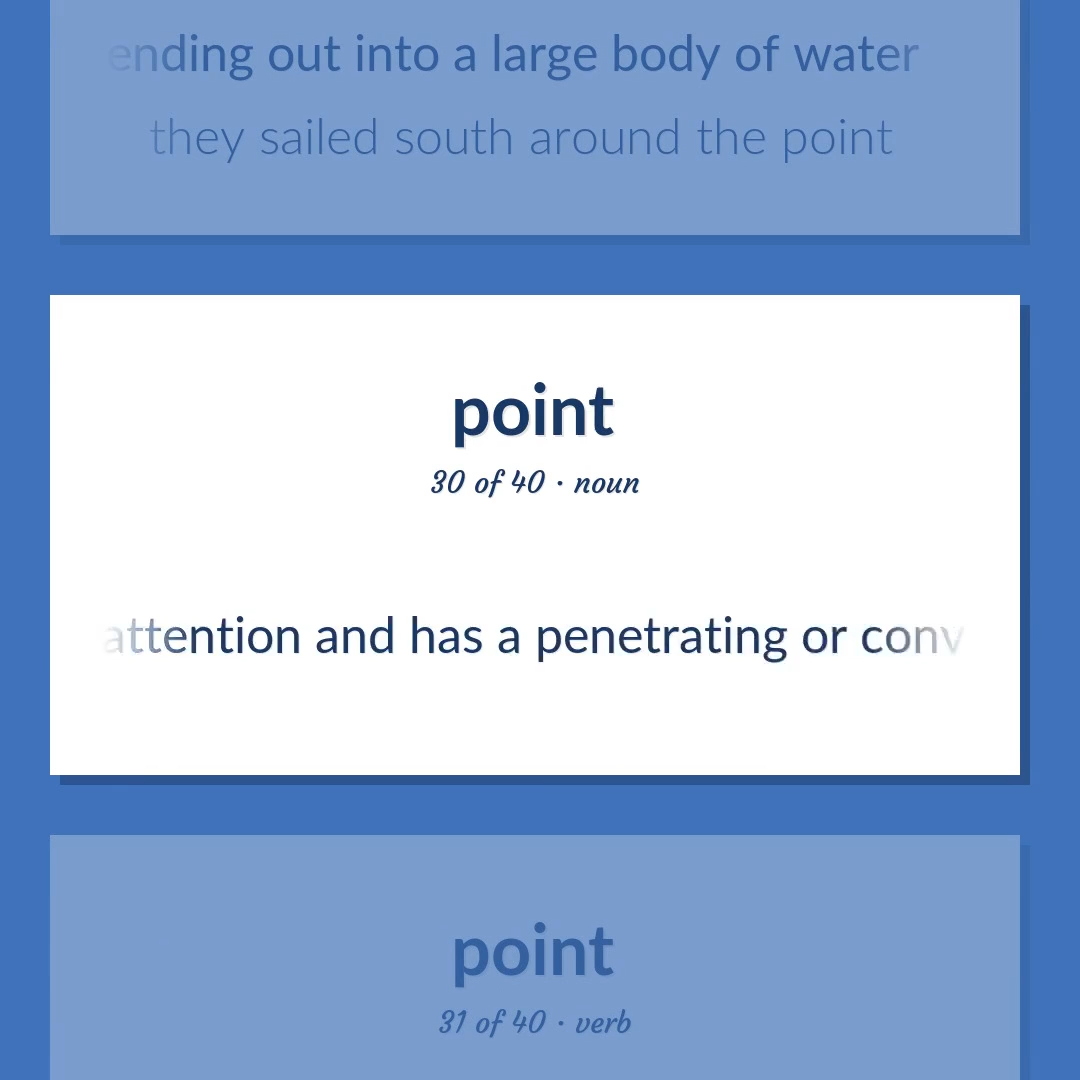 ending out into a large body of water
they sailed south around the point
point
30 of 40 · noun
attention and has a penetrating or conv
point
31 of 40 · verb